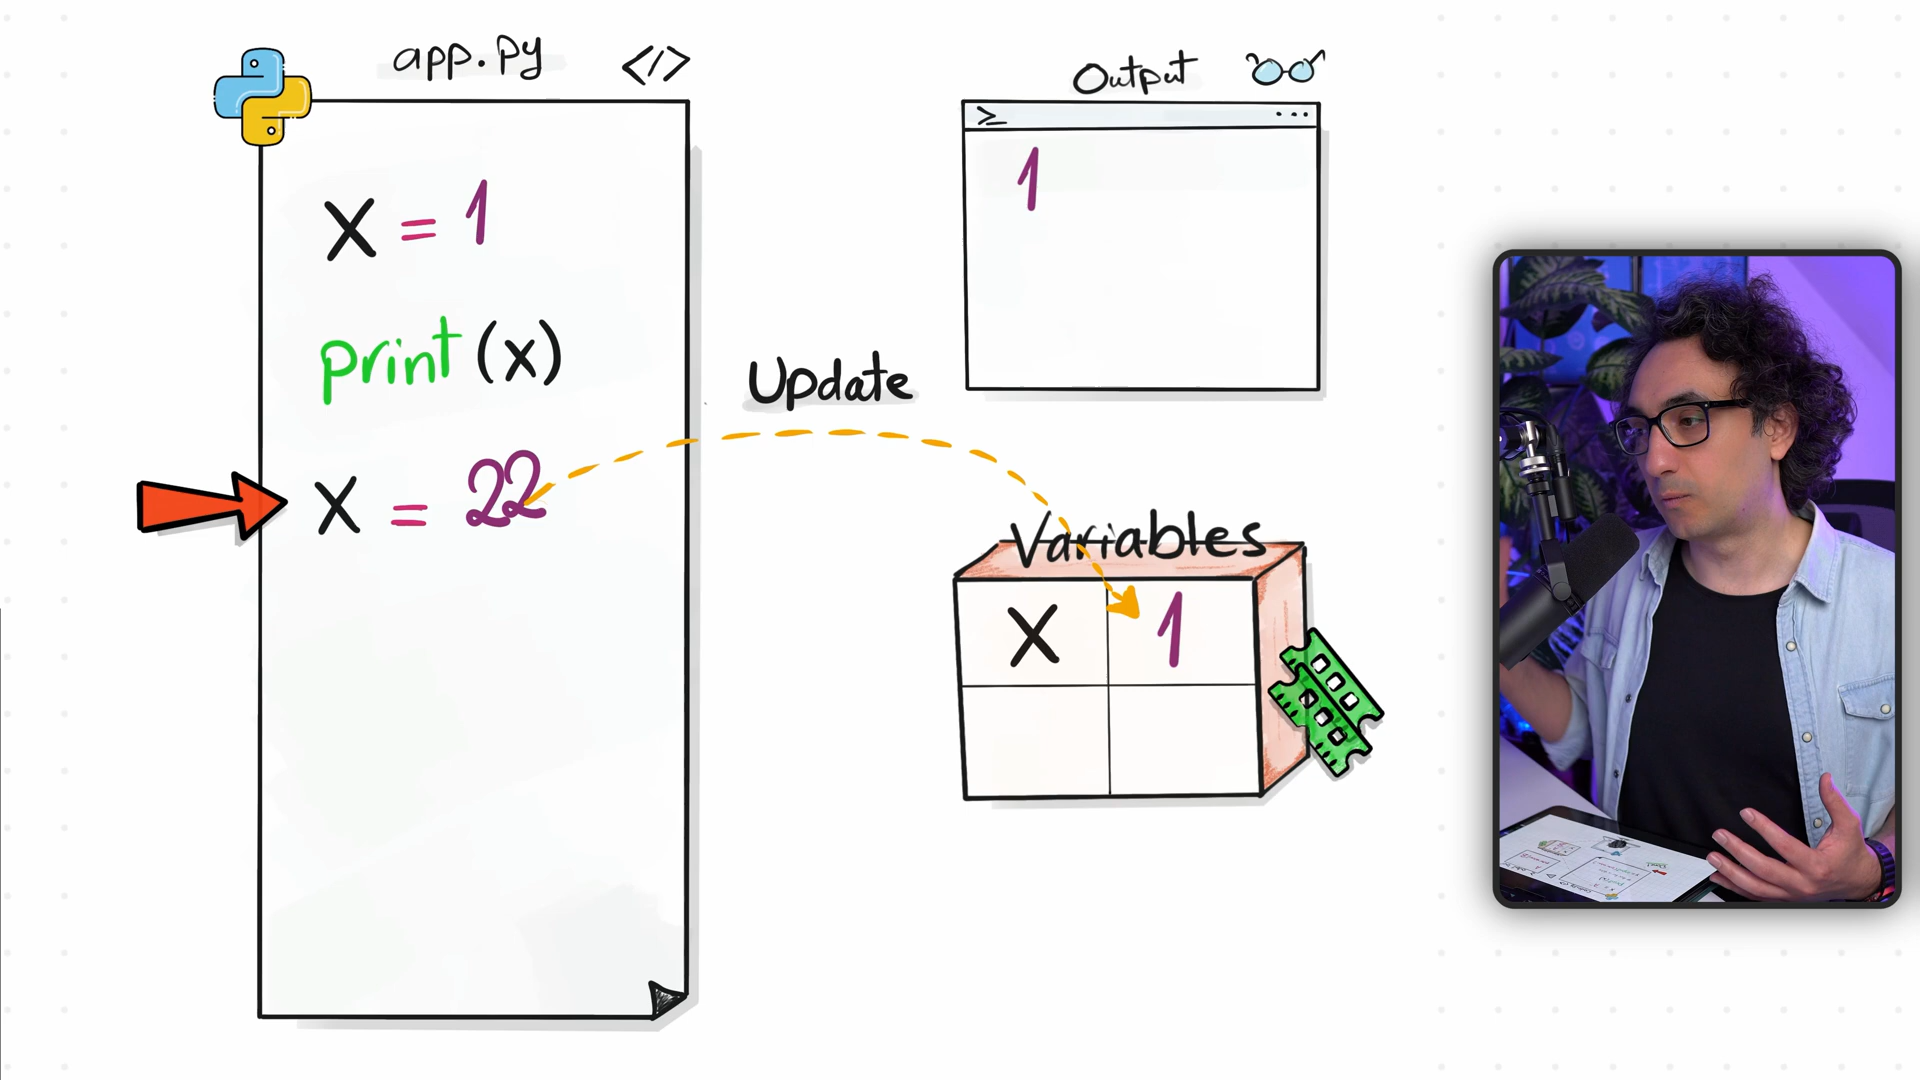 app.py </>
X = 1
print (x)
X = 22
Update
Output
>_ ...
1
Variables
X 1